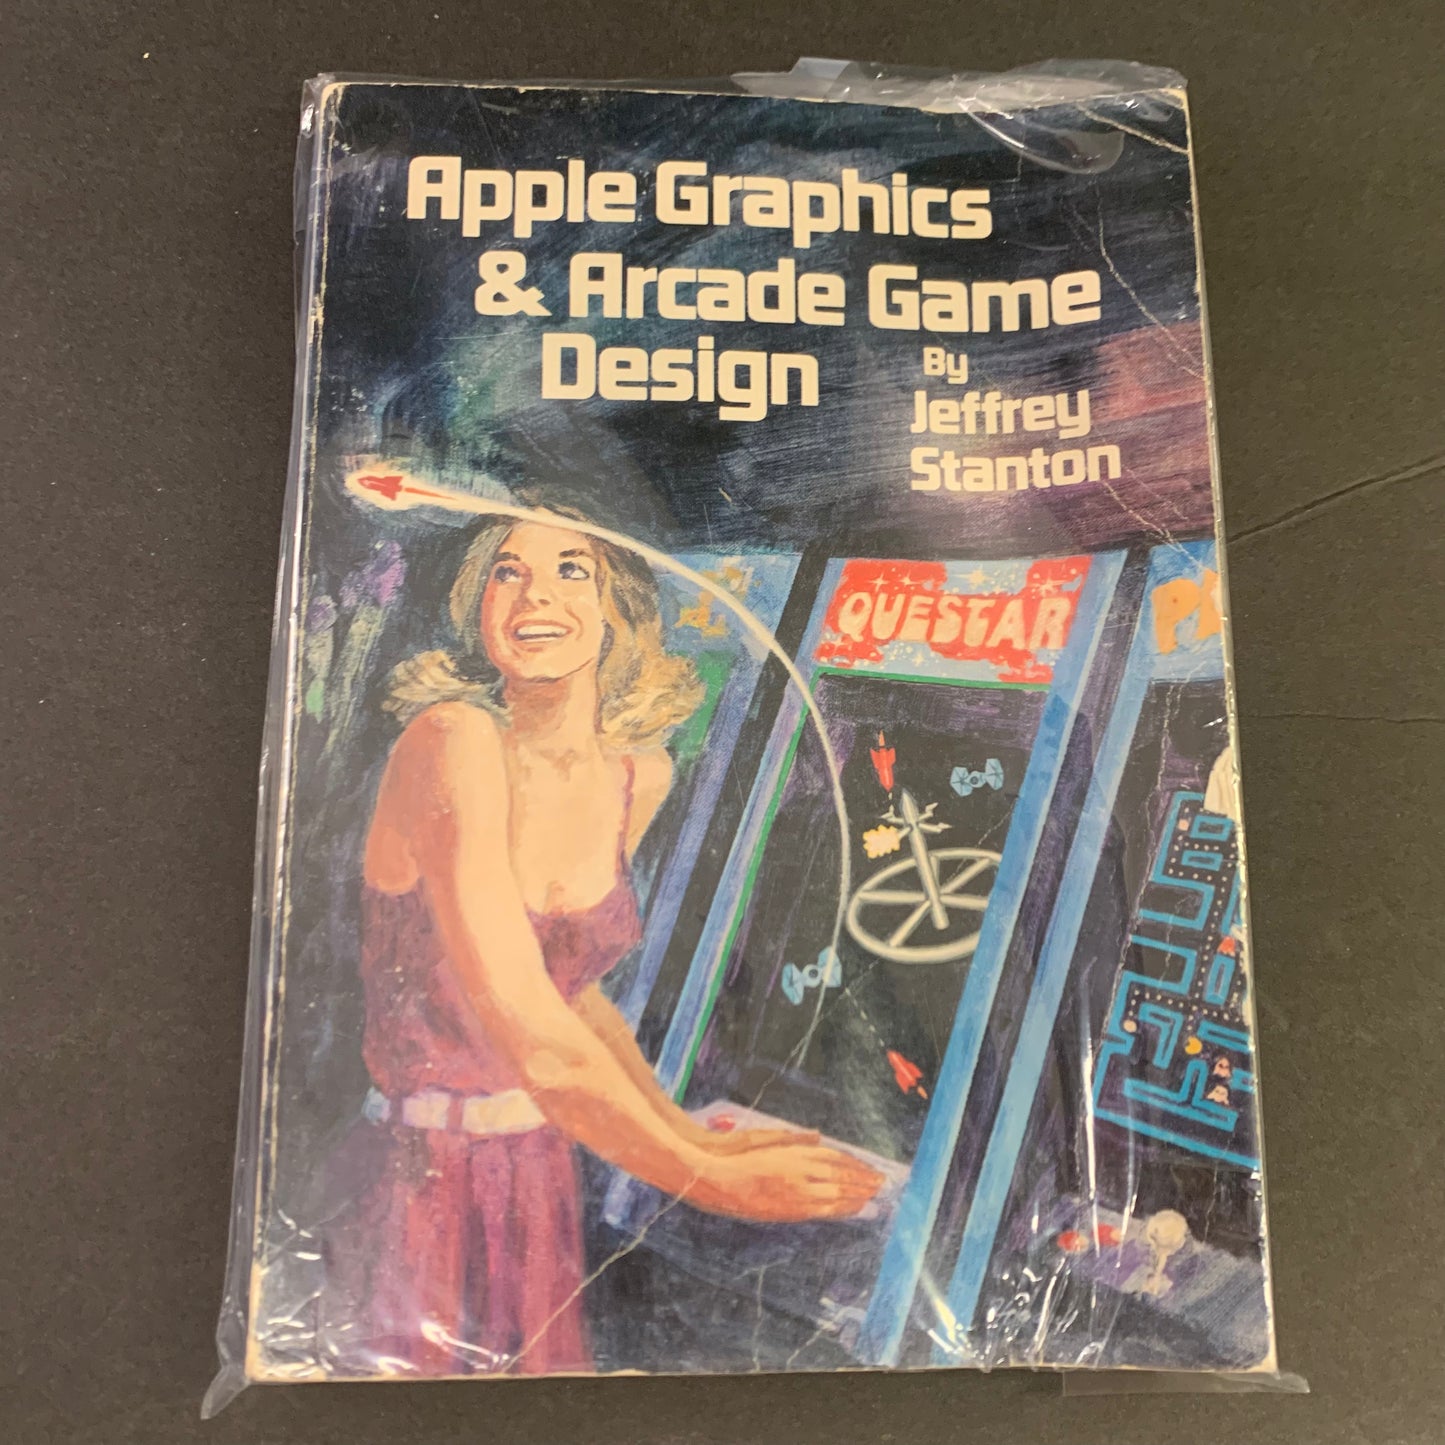 Apple Graphics
& Arcade Game
Design
By
Jeffrey
Stanton
QUESTAR